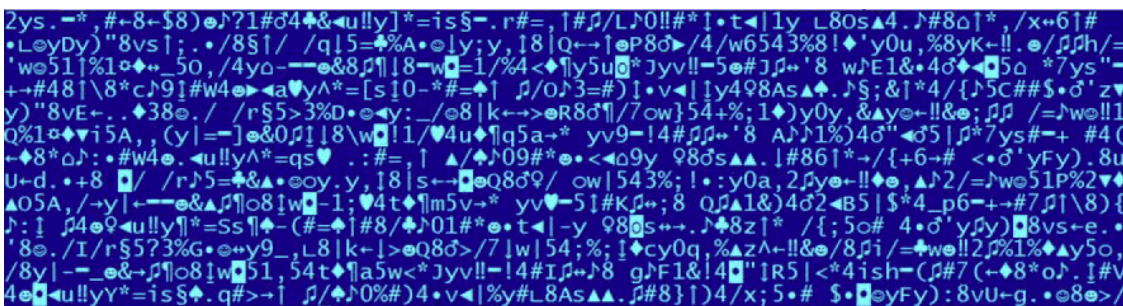 2ys.━*¸#←8←$8)☻♪?1#♂4♣&◄u‼y]*=is§━.r#=¸↑#♫/L♪0‼#*↕•t◄|1y ∟8Os▲4.♪#8⌂↑*¸/x↔6↑#
•L☺yDy)"8vs↑;.•/8§↑/ /q↓5=♣%A•☺↓y;y,↕8|Q←→↑☻P8♂►/4/w6543%8!♦'y0u,%8yK←‼.☻/♫♫h/=
'w☺51↑%1☼♦↔_5O,/4y⌂-━━☻&8♫¶↕8━w◘=1/%4<♦¶y5uo*Jyv‼━5☻#J♫↔'8 w♪E1&•4♂♦◄◘5⌂ *7ys"━
+→#48↑\8*c♪9↕#W4☻►◄a♥y^*=[s↕0-*#=♠↑ ♫/O♪3=#)↕•v◄|↕y4♀8As▲♠.♪§;&↑*4/{♪5C##$•♂'z▼
y)"8vE←..♦38☺./ /r§5>3%D•☺◄y:_/☺8|k←→>☻R8♂¶/7ow}54+%;1♦)y0y,&▲y☺←‼&☻;♫♫ /=♪w☺‼1
Q%1☼♦▼i5A,,(y|=━]☻&0♫↕↓8\w◘!1/♥4u♦¶q5a→* yv9━!4#♫♫↔'8 A♪♪1%)4♂"◄♂5|♫*7ys#━+ #4(
←♦8*⌂♪:•#W4☻.◄u‼y^*=qs♥ .:#=,↑ ▲/♠♪09#*☻•<◄⌂9y ♀8♂s▲▲.↓#86↑*→/{+6→# <•♂'yFy).8u
U←d.•+8 ◘/ /r♪5=♣&▲•☺oy.y,↕8|s←→◘☻Q8♂♀/ ow|543%;!•:y0a,2♫y☻←‼♦☻,▲♪2/=♪w☺51P%2▼♦
▲O5A,/→y|←━━☻&▲♫¶o8↕w◘-1;♥4t♦¶m5v→* yv♥━5↕#K♫↔;8 Q♫▲1&)4♂2◄B5|$*4_p6━+→#7♫↑\8){
♪:↕ ♫4☻♀◄u‼y¶*=Ss¶♠-(#=♠↑#8/♣♪01#*☻•t◄|-y ♀8os↔→.♪♣8z↑* /{;5o# 4•♂'y♫y)◘8vs←e.•
'8☺./I/r§5?3%G•☺↔y9_,∟8|k←↓>☻Q8♂>/7↓w|54;%;↕♦cy0q,%▲z^←‼&☻/8♫i/=♣w☺‼2♫%1%♦▲y5o,
/8y|-━_☻&→♫¶o8↕w◘51,54t♦¶a5w<*Jyv‼━!4#I♫↔♪8 g♪F1&!4◘"↕R5|<*4ish━(♫#7(←♦8*o♪.↕#v
4☻◘◄u‼yY*=is§♠.q#>→↑ ♫/♠♪0%#)4•v◄|%y#∟8As▲▲.♫#8}↑)4/x;5•# $•◘☺yFy):8vU←g.☺o8☻>/